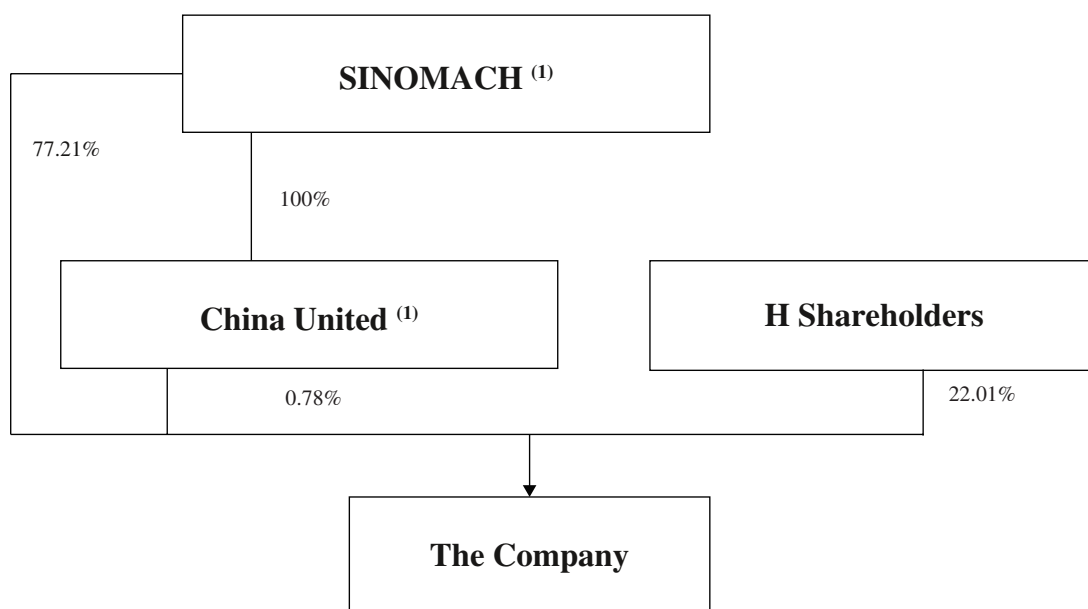 SINOMACH (1)
77.21%
100%
China United (1)
H Shareholders
0.78%
22.01%
The Company